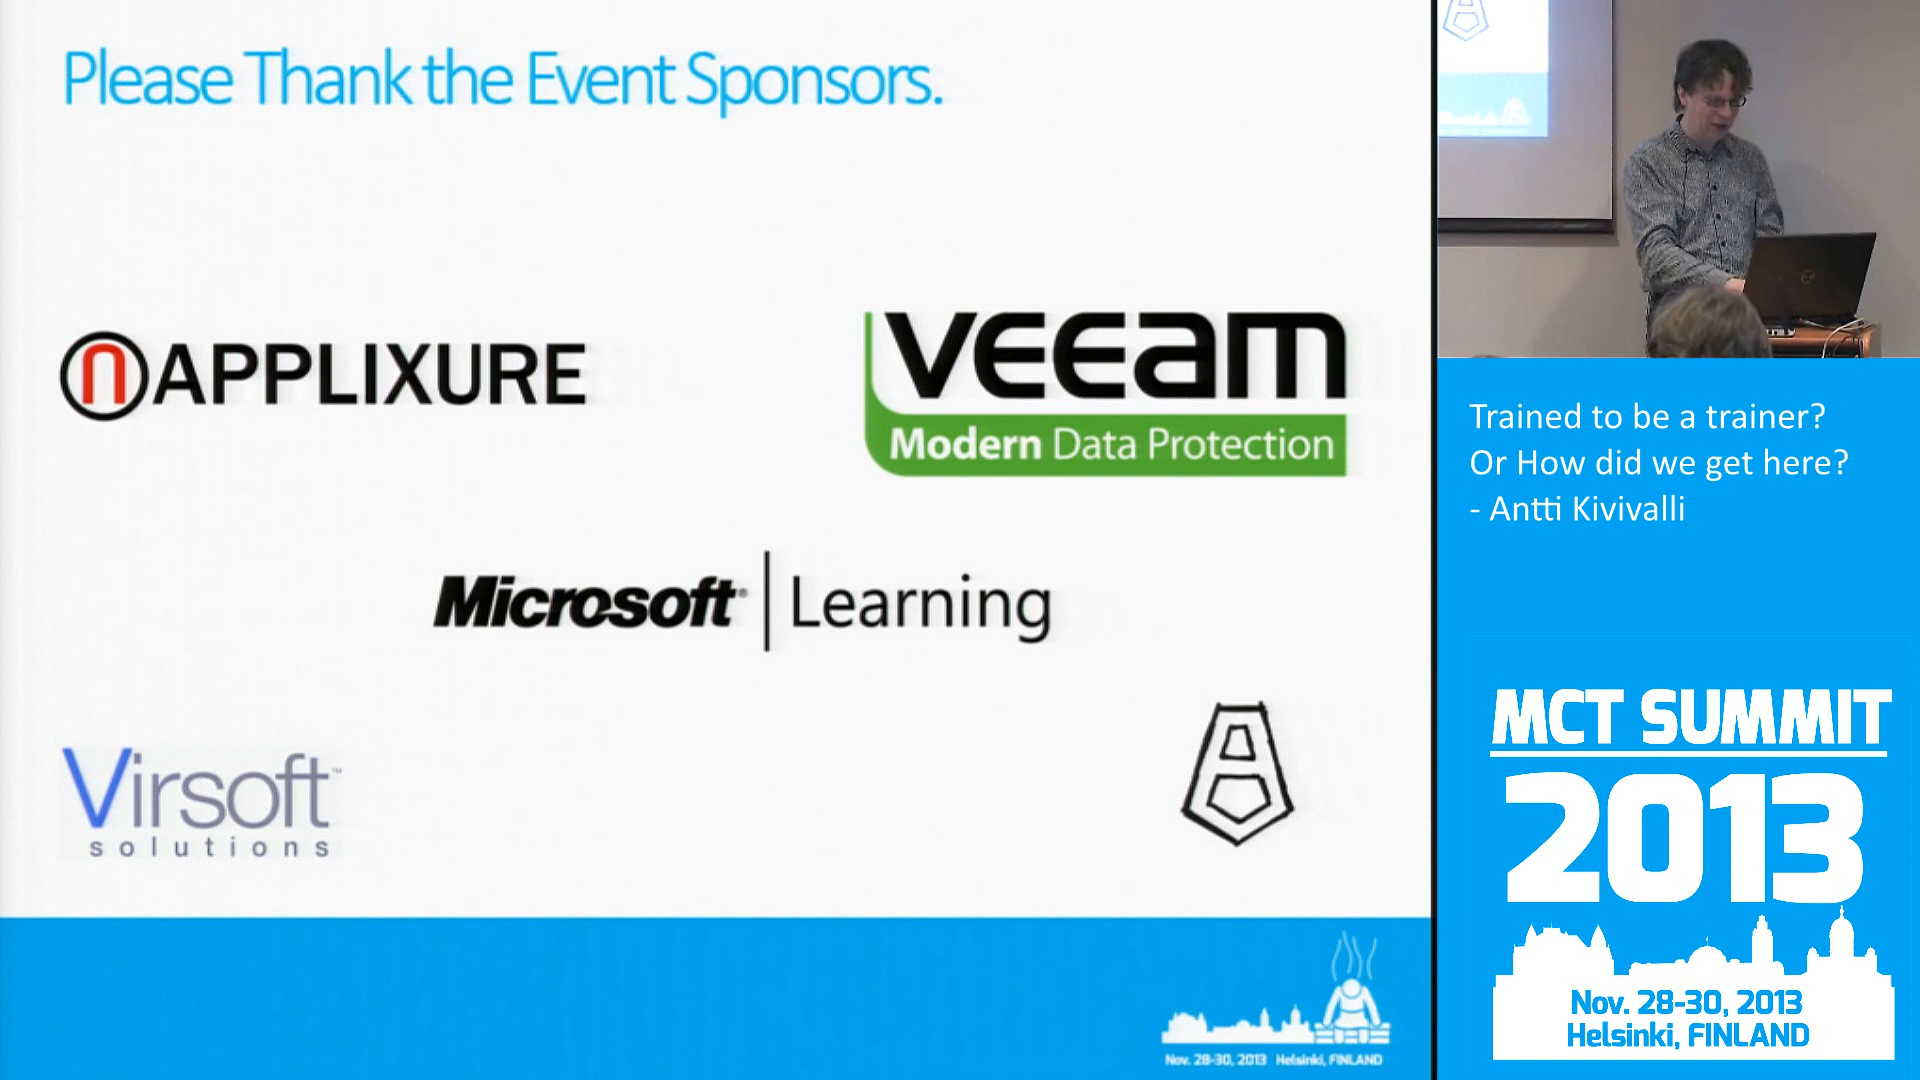 Please Thank the Event Sponsors.
APPLIXURE
veeam
Modern Data Protection
Microsoft® | Learning
Virsoft™
solutions
Nov. 28-30, 2013 Helsinki, FINLAND
Trained to be a trainer?
Or How did we get here?
- Antti Kivivalli
MCT SUMMIT
2013
Nov. 28-30, 2013
Helsinki, FINLAND